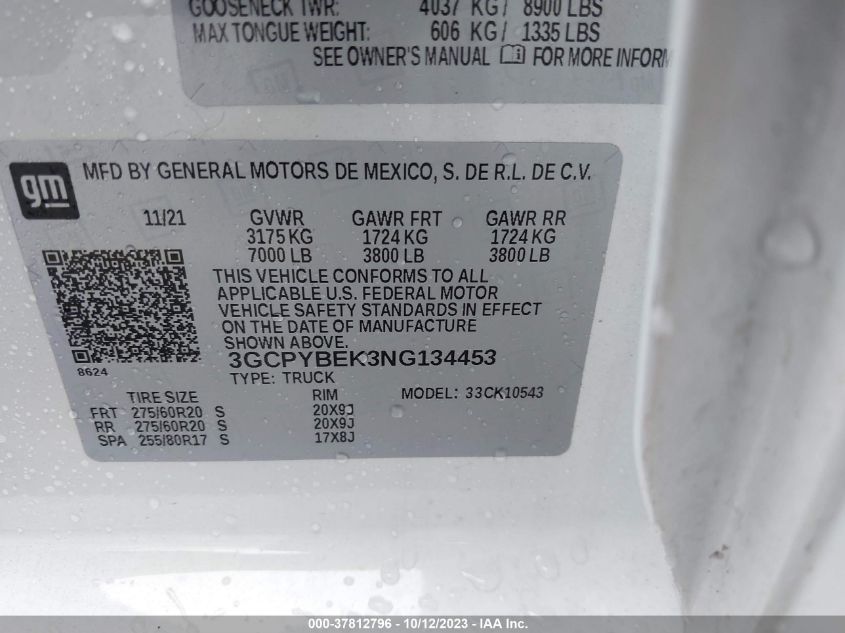 GOOSENECK TWR: 4037 KG / 8900 LBS
MAX TONGUE WEIGHT: 606 KG / 1335 LBS
SEE OWNER'S MANUAL FOR MORE INFORM
gm
MFD BY GENERAL MOTORS DE MEXICO, S. DE R.L. DE C.V.
11/21 GVWR GAWR FRT GAWR RR
3175 KG 1724 KG 1724 KG
7000 LB 3800 LB 3800 LB
THIS VEHICLE CONFORMS TO ALL
APPLICABLE U.S. FEDERAL MOTOR
VEHICLE SAFETY STANDARDS IN EFFECT
ON THE DATE OF MANUFACTURE
SHOWN ABOVE.
3GCPYBEK3NG134453
8624
TYPE: TRUCK
TIRE SIZE RIM MODEL: 33CK10543
FRT 275/60R20 S 20X9J
RR 275/60R20 S 20X9J
SPA 255/80R17 S 17X8J
000-37812796 - 10/12/2023 - IAA Inc.